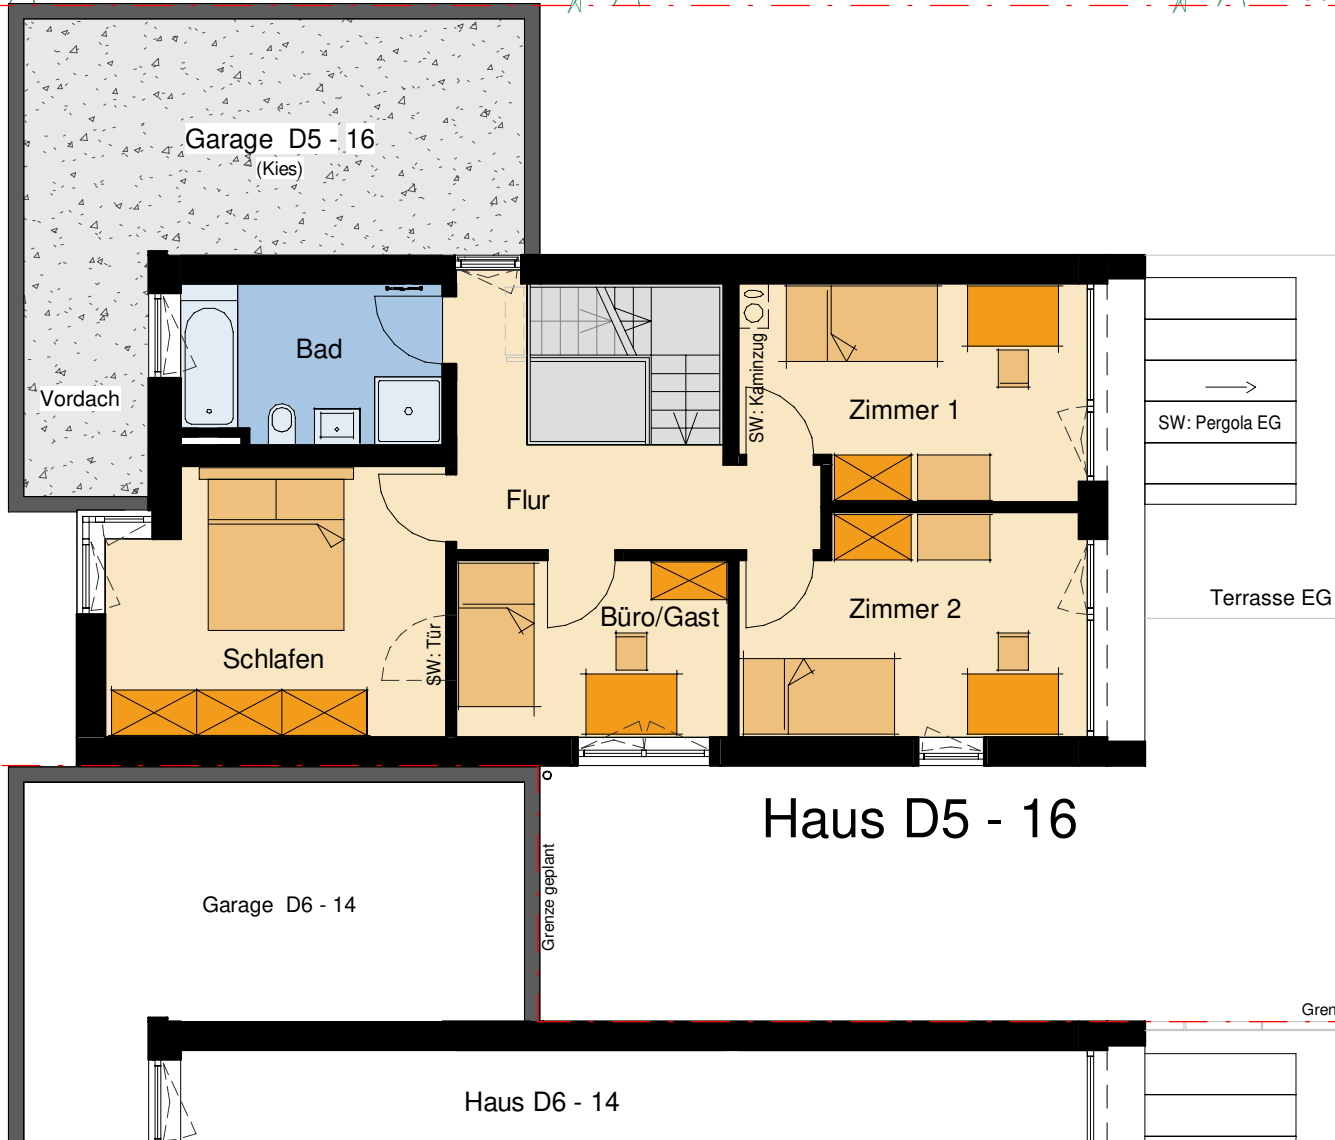 Garage D5 - 16
(Kies)
Bad
Vordach
SW: Kaminzug
Zimmer 1
SW: Pergola EG
Flur
Terrasse EG
Zimmer 2
Büro/Gast
Schlafen
SW: Tür
Haus D5 - 16
Grenze geplant
Garage D6 - 14
Gren
Haus D6 - 14